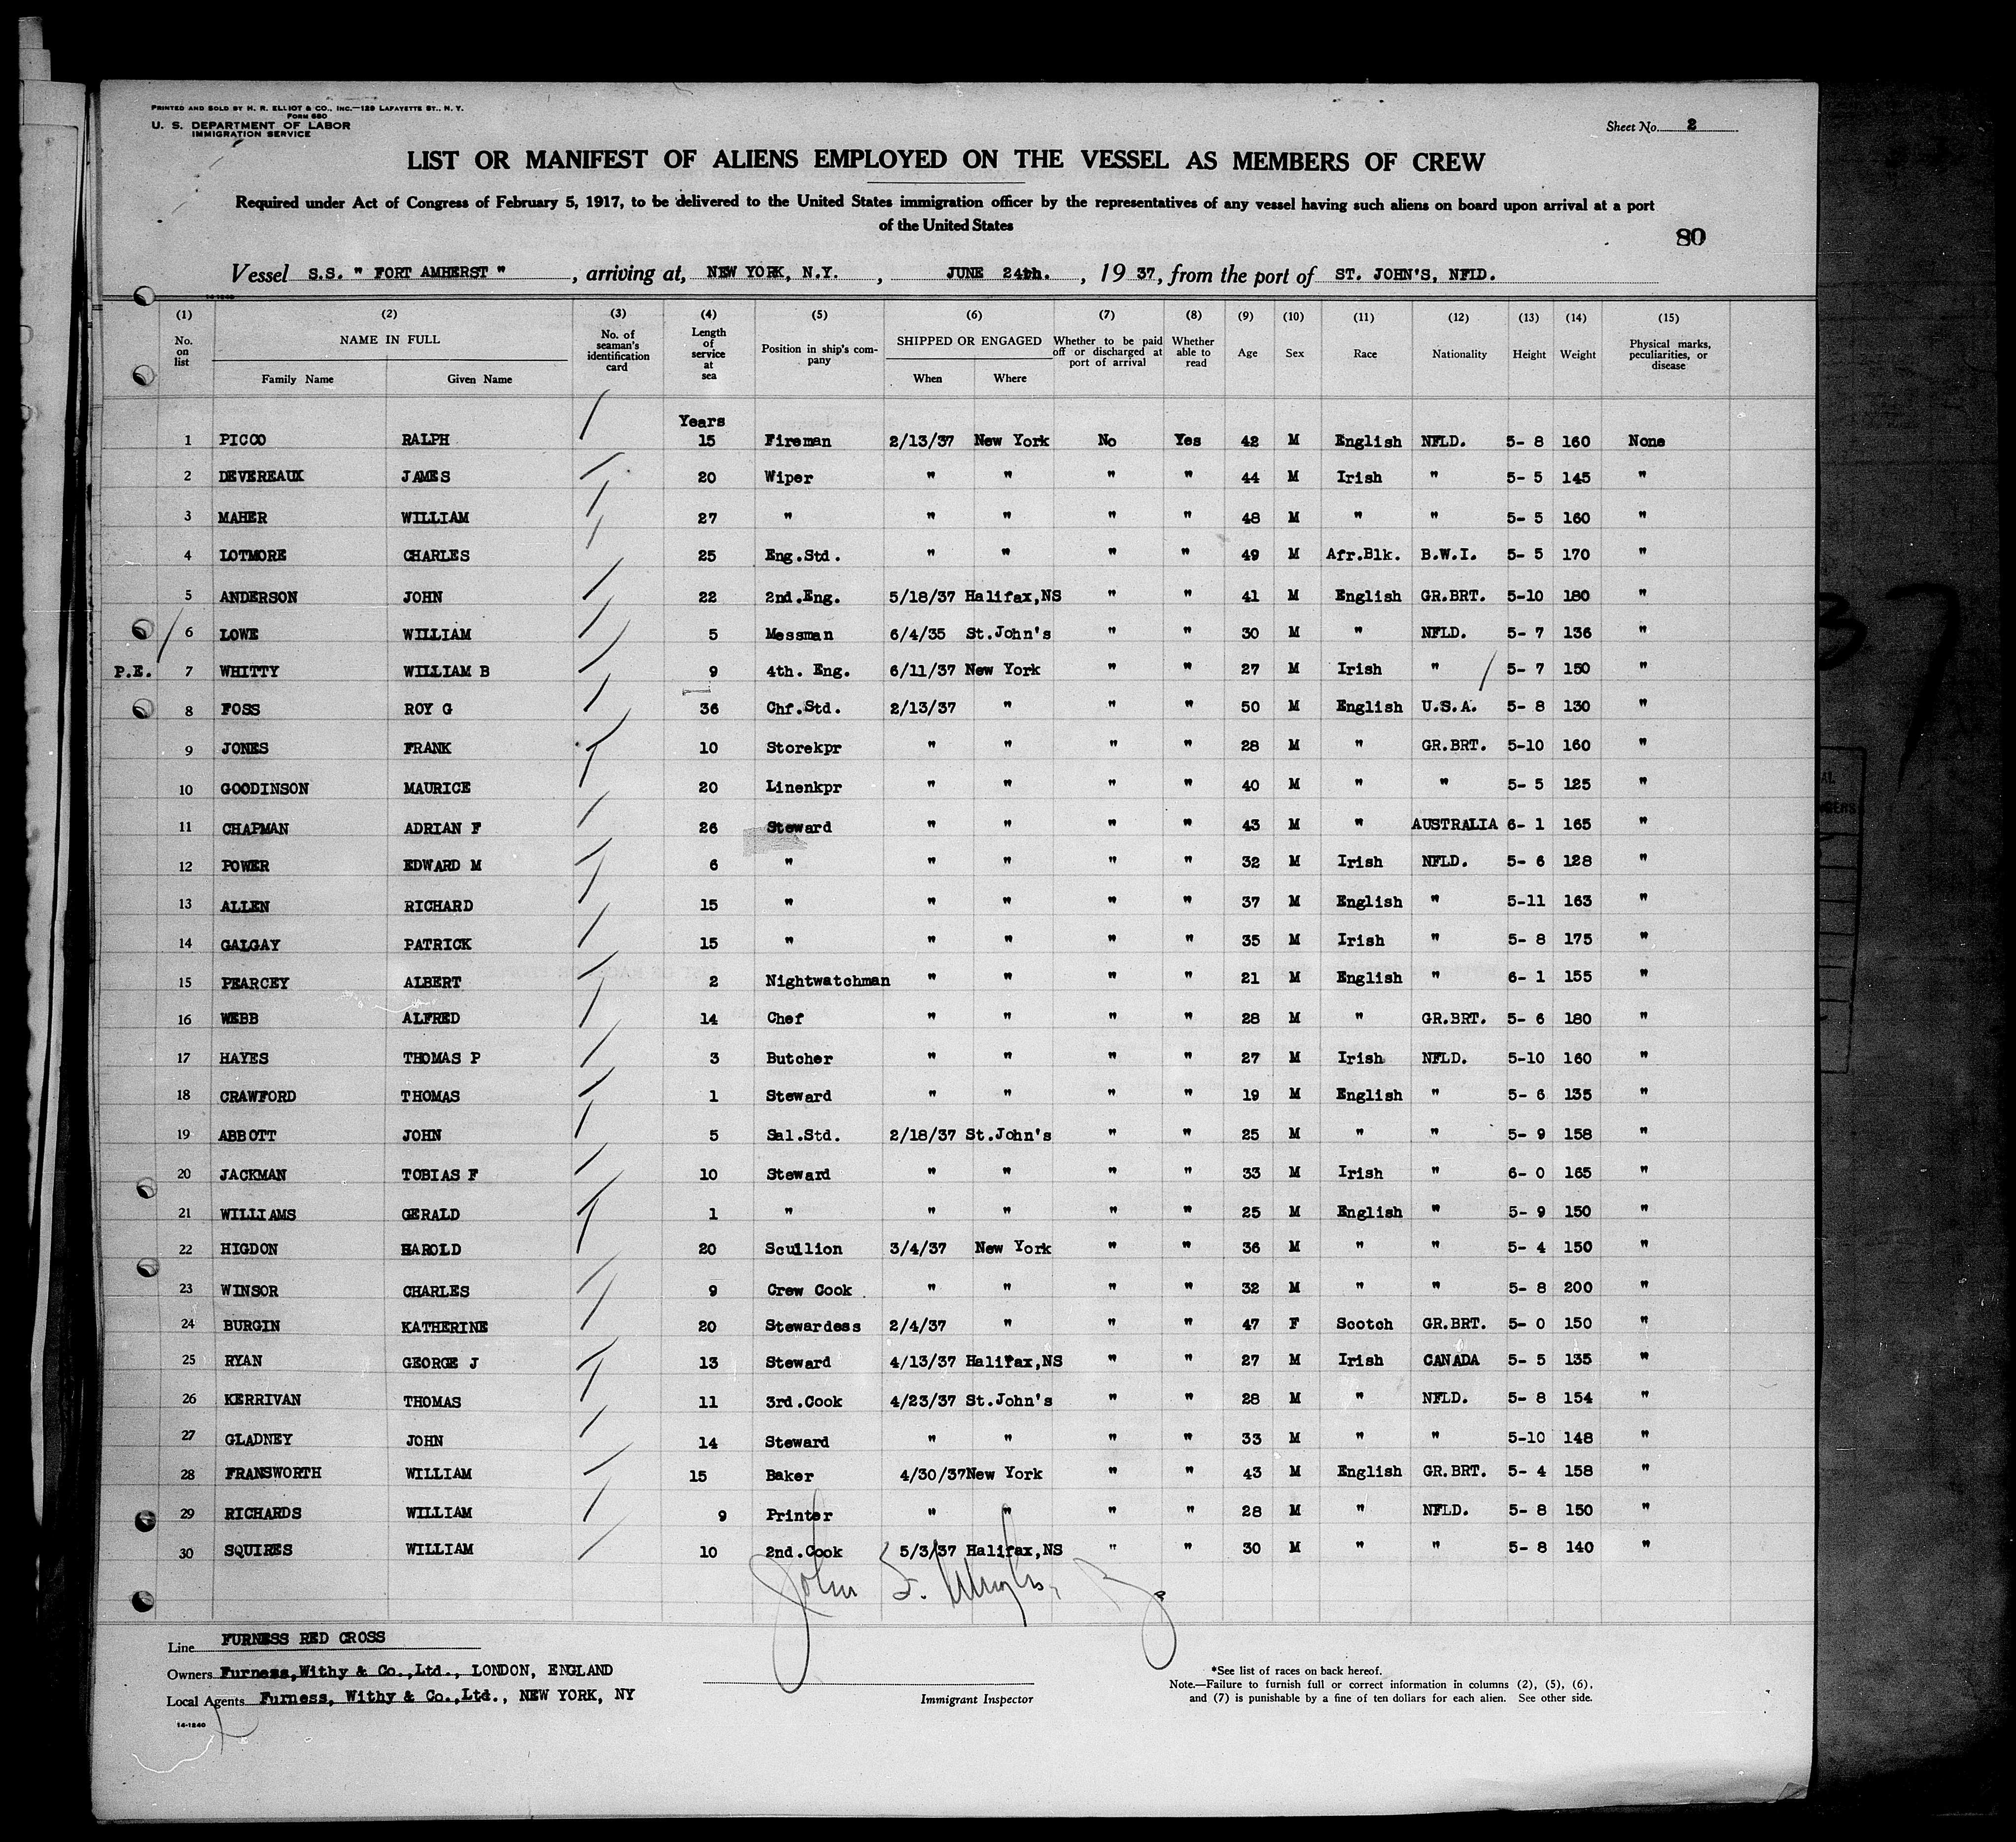 PRINTED AND SOLD BY H. R. ELLIOT & CO., INC.—129 LAFAYETTE ST., N. Y.
FORM 680
U. S. DEPARTMENT OF LABOR
IMMIGRATION SERVICE
Sheet No. 2
LIST OR MANIFEST OF ALIENS EMPLOYED ON THE VESSEL AS MEMBERS OF CREW
Required under Act of Congress of February 5, 1917, to be delivered to the United States immigration officer by the representatives of any vessel having such aliens on board upon arrival at a port
of the United States
80
Vessel S.S. " FORT AMHERST ", arriving at, NEW YORK, N.Y., JUNE 24th., 1937, from the port of ST. JOHN'S, NFLD.
14-1240
(1) (2) (3) (4) (5) (6) (7) (8) (9) (10) (11) (12) (13) (14) (15)
No. on list NAME IN FULL Family Name Given Name No. of seaman's identification card Length of service at sea Position in ship's company SHIPPED OR ENGAGED When Where Whether to be paid off or discharged at port of arrival Whether able to read Age Sex Race Nationality Height Weight Physical marks, peculiarities, or disease
Years
1 PICCO RALPH 15 Fireman 2/13/37 New York No Yes 42 M English NFLD. 5- 8 160 None
2 DEVEREAUX JAMES 20 Wiper " " " " 44 M Irish " 5- 5 145 "
3 MAHER WILLIAM 27 " " " " " 48 M " " 5- 5 160 "
4 LOTMORE CHARLES 25 Eng.Std. " " " " 49 M Afr.Blk. B.W.I. 5- 5 170 "
5 ANDERSON JOHN 22 2nd.Eng. 5/18/37 Halifax,NS " " 41 M English GR.BRT. 5-10 180 "
6 LOWE WILLIAM 5 Messman 6/4/35 St.John's " " 30 M " NFLD. 5- 7 136 "
P.E. 7 WHITTY WILLIAM B 9 4th. Eng. 6/11/37 New York " " 27 M Irish " 5- 7 150 "
8 FOSS ROY G 36 Chf.Std. 2/13/37 " " " 50 M English U.S.A. 5- 8 130 "
9 JONES FRANK 10 Storekpr " " " " 28 M " GR.BRT. 5-10 160 "
10 GOODINSON MAURICE 20 Linenkpr " " " " 40 M " " 5- 5 125 "
11 CHAPMAN ADRIAN F 26 Steward " " " " 43 M " AUSTRALIA 6- 1 165 "
12 POWER EDWARD M 6 " " " " " 32 M Irish NFLD. 5- 6 128 "
13 ALLEN RICHARD 15 " " " " " 37 M English " 5-11 163 "
14 GALGAY PATRICK 15 " " " " " 35 M Irish " 5- 8 175 "
15 PEARCEY ALBERT 2 Nightwatchman " " " " 21 M English " 6- 1 155 "
16 WEBB ALFRED 14 Chef " " " " 28 M " GR.BRT. 5- 6 180 "
17 HAYES THOMAS P 3 Butcher " " " " 27 M Irish NFLD. 5-10 160 "
18 CRAWFORD THOMAS 1 Steward " " " " 19 M English " 5- 6 135 "
19 ABBOTT JOHN 5 Sal.Std. 2/18/37 St.John's " " 25 M " " 5- 9 158 "
20 JACKMAN TOBIAS F 10 Steward " " " " 33 M Irish " 6- 0 165 "
21 WILLIAMS GERALD 1 " " " " " 25 M English " 5- 9 150 "
22 HIGDON HAROLD 20 Scullion 3/4/37 New York " " 36 M " " 5- 4 150 "
23 WINSOR CHARLES 9 Crew Cook " " " " 32 M " " 5- 8 200 "
24 BURGIN KATHERINE 20 Stewardess 2/4/37 " " " 47 F Scotch GR.BRT. 5- 0 150 "
25 RYAN GEORGE J 13 Steward 4/13/37 Halifax,NS " " 27 M Irish CANADA 5- 5 135 "
26 KERRIVAN THOMAS 11 3rd.Cook 4/23/37 St.John's " " 28 M " NFLD. 5- 8 154 "
27 GLADNEY JOHN 14 Steward " " " " 33 M " " 5-10 148 "
28 FRANSWORTH WILLIAM 15 Baker 4/30/37 New York " " 43 M English GR.BRT. 5- 4 158 "
29 RICHARDS WILLIAM 9 Printer " " " " 28 M " NFLD. 5- 8 150 "
30 SQUIRES WILLIAM 10 2nd.Cook 5/3/37 Halifax,NS " " 30 M " " 5- 8 140 "
John
Line FURNESS RED CROSS
Owners Furness, Withy & Co., Ltd., LONDON, ENGLAND
Local Agents Furness, Withy & Co., Ltd., NEW YORK, NY
14-1240
Immigrant Inspector
*See list of races on back hereof.
Note.—Failure to furnish full or correct information in columns (2), (5), (6),
and (7) is punishable by a fine of ten dollars for each alien. See other side.